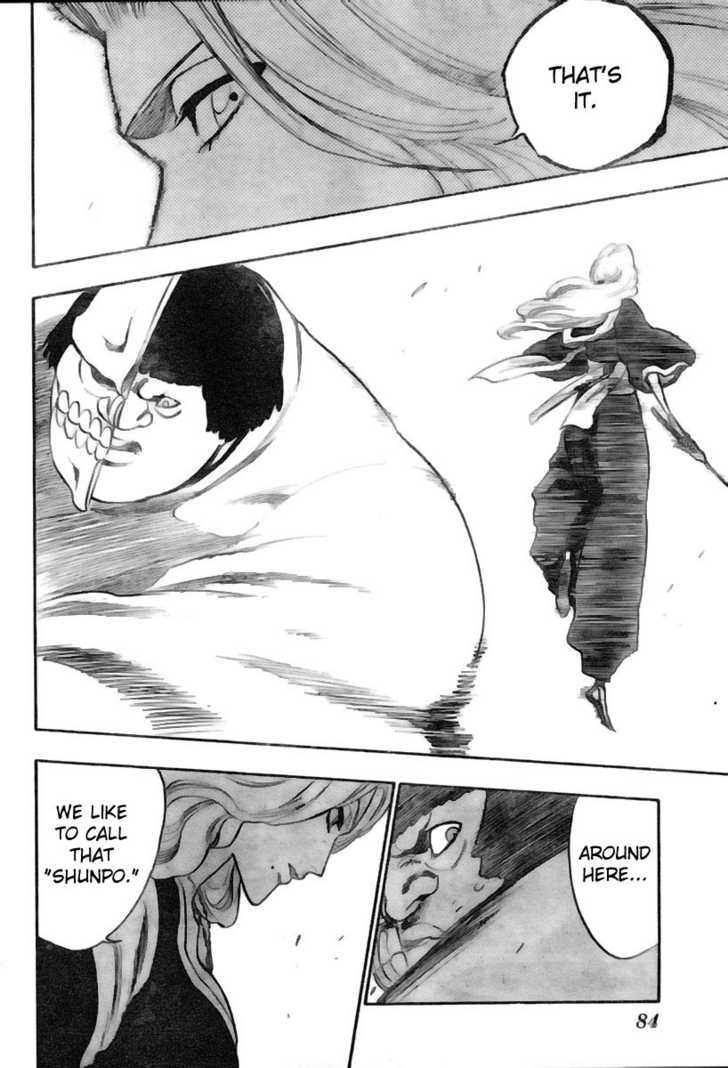 THAT'S
IT.
AROUND
HERE...
WE LIKE
TO CALL
THAT
"SHUNPO."
84